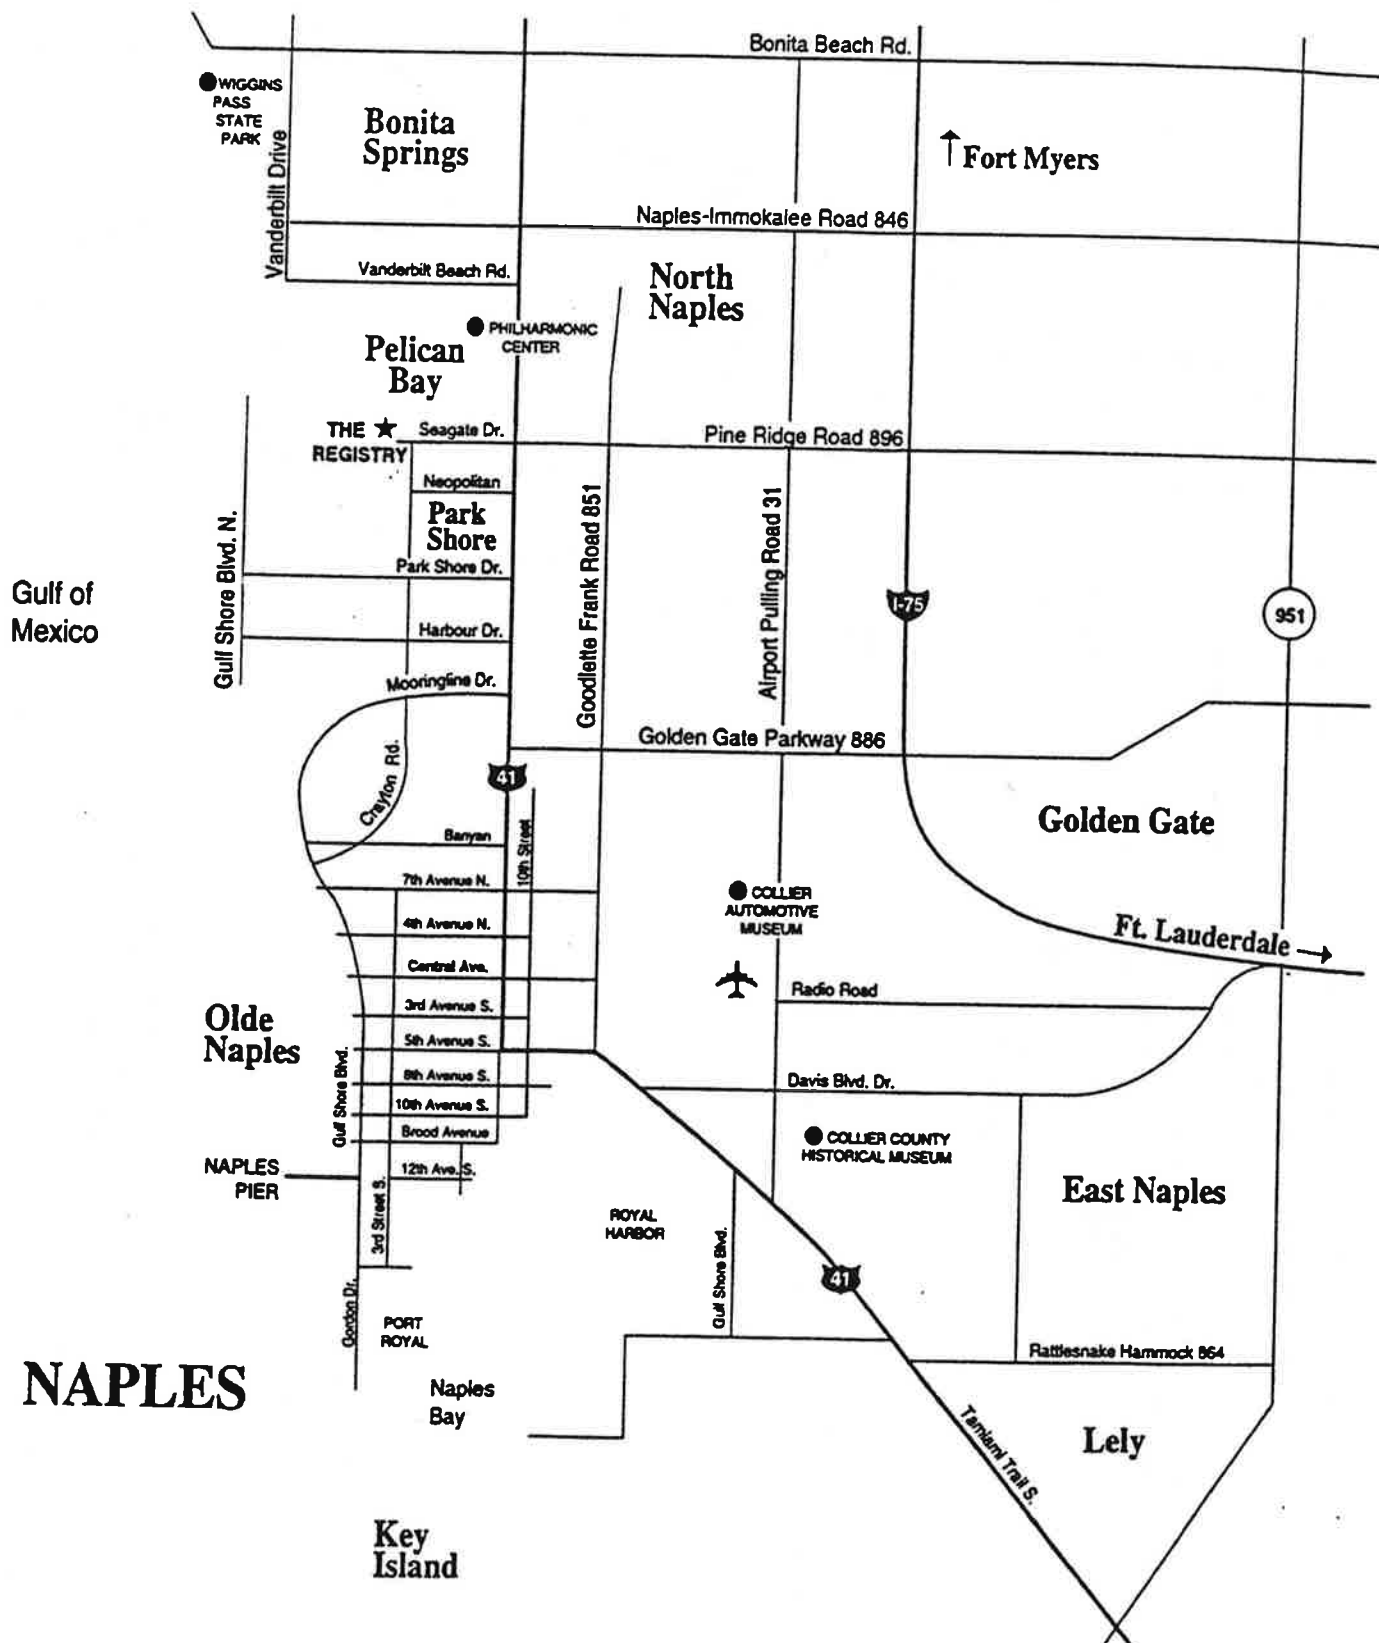 Bonita Beach Rd.
WIGGINS
PASS
STATE
PARK
Vanderbilt Drive
Bonita
Springs
Fort Myers
Naples-Immokalee Road 846
Vanderbilt Beach Rd.
North
Naples
PHILHARMONIC
CENTER
Pelican
Bay
THE
REGISTRY
Seagate Dr.
Pine Ridge Road 896
Neopolitan
Park
Shore
Park Shore Dr.
Gulf Shore Blvd. N.
Goodlette Frank Road 851
Airport Pulling Road 31
I-75
951
Gulf of
Mexico
Harbour Dr.
Mooringline Dr.
Golden Gate Parkway 886
41
Crayton Rd.
Golden Gate
Banyan
10th Street
7th Avenue N.
COLLIER
AUTOMOTIVE
MUSEUM
4th Avenue N.
Ft. Lauderdale
Central Ave.
Radio Road
3rd Avenue S.
Olde
Naples
5th Avenue S.
Gulf Shore Blvd.
8th Avenue S.
Davis Blvd. Dr.
10th Avenue S.
Brood Avenue
COLLIER COUNTY
HISTORICAL MUSEUM
NAPLES
PIER
12th Ave. S.
East Naples
3rd Street S.
ROYAL
HARBOR
Gulf Shore Blvd.
41
Gordon Dr.
PORT
ROYAL
Rattlesnake Hammock 864
NAPLES
Naples
Bay
Tamiami Trail S.
Lely
Key
Island